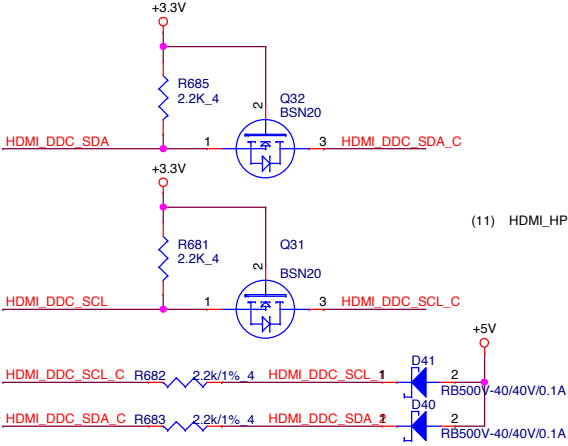 +3.3V
R685
2.2K_4
2
Q32
BSN20
HDMI_DDC_SDA
1
3
HDMI_DDC_SDA_C
+3.3V
(11) HDMI_HP
R681
2.2K_4
2
Q31
BSN20
HDMI_DDC_SCL
1
3
HDMI_DDC_SCL_C
+5V
D41
HDMI_DDC_SCL_C R682 2.2k/1%_4 HDMI_DDC_SCL_1 2
RB500V-40/40V/0.1A
D40
HDMI_DDC_SDA_C R683 2.2k/1%_4 HDMI_DDC_SDA_ 2
RB500V-40/40V/0.1A